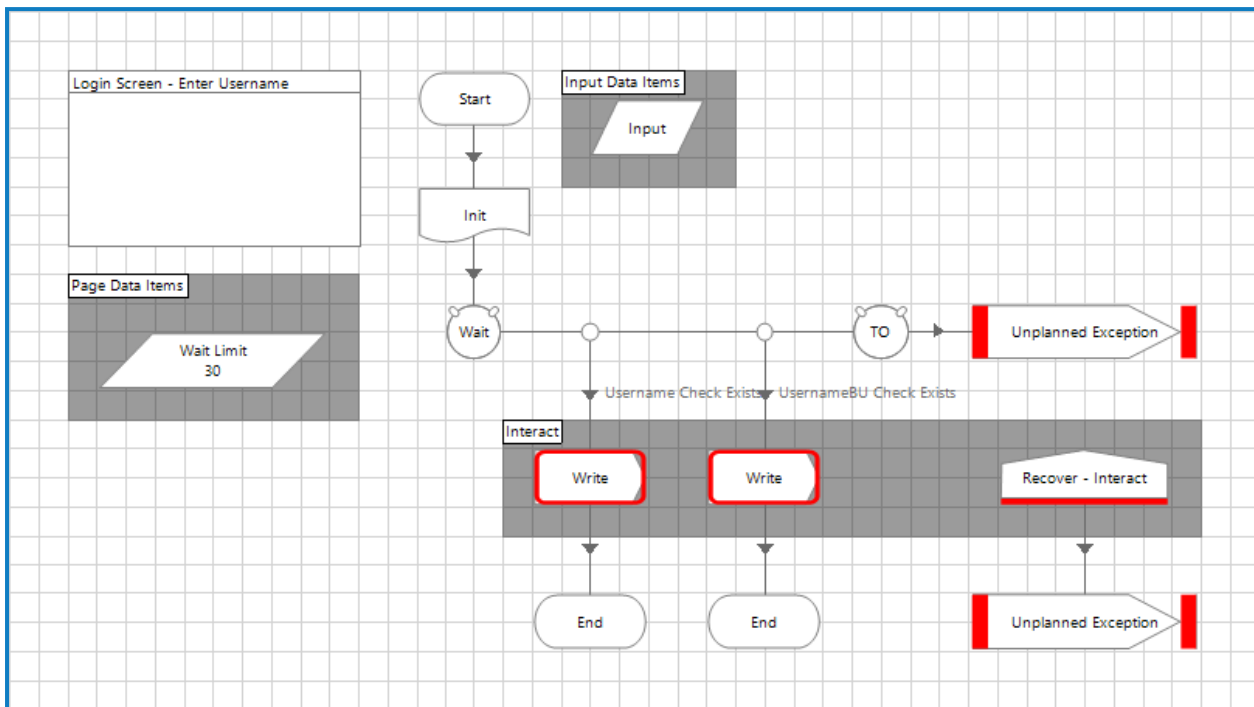 Login Screen - Enter Username
Start
Input Data Items
Input
Init
Page Data Items
Wait Limit
30
Wait
TO
Unplanned Exception
Username Check Exists
UsernameBU Check Exists
Interact
Write
Write
Recover - Interact
End
End
Unplanned Exception